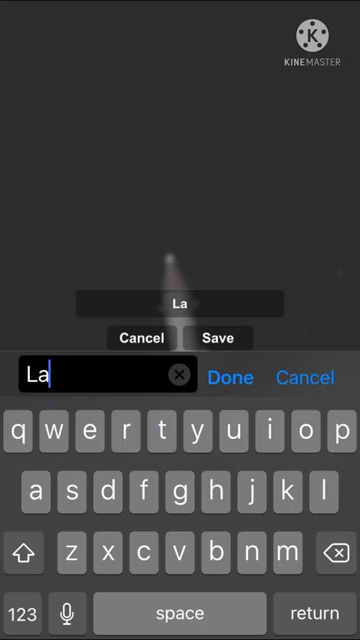 K
KINEMASTER
La
Cancel Save
La Done Cancel
q w e r t y u i o p
a s d f g h j k l
z x c v b n m
123 space return